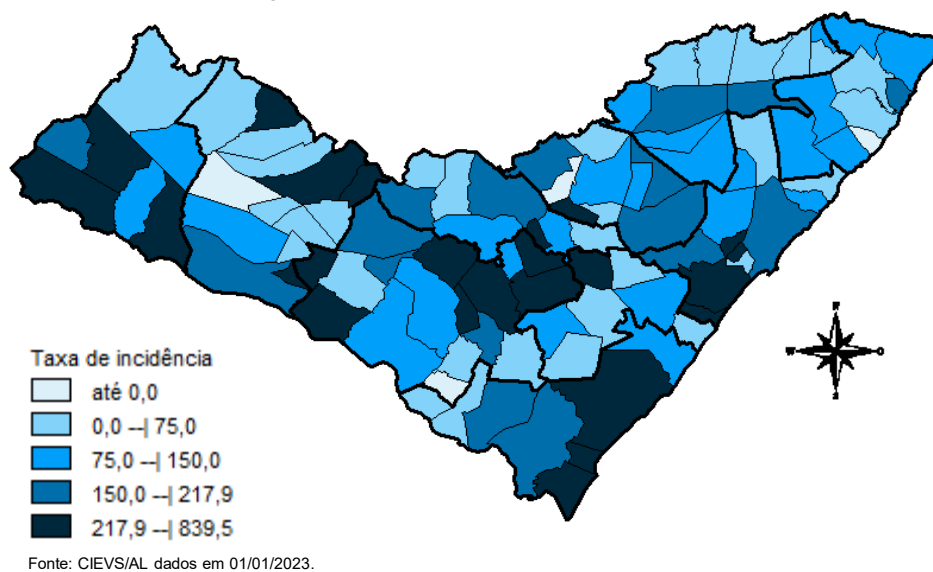 Taxa de incidência
até 0,0
0,0 --| 75,0
75,0 --| 150,0
150,0 --| 217,9
217,9 --| 839,5
Fonte: CIEVS/AL dados em 01/01/2023.